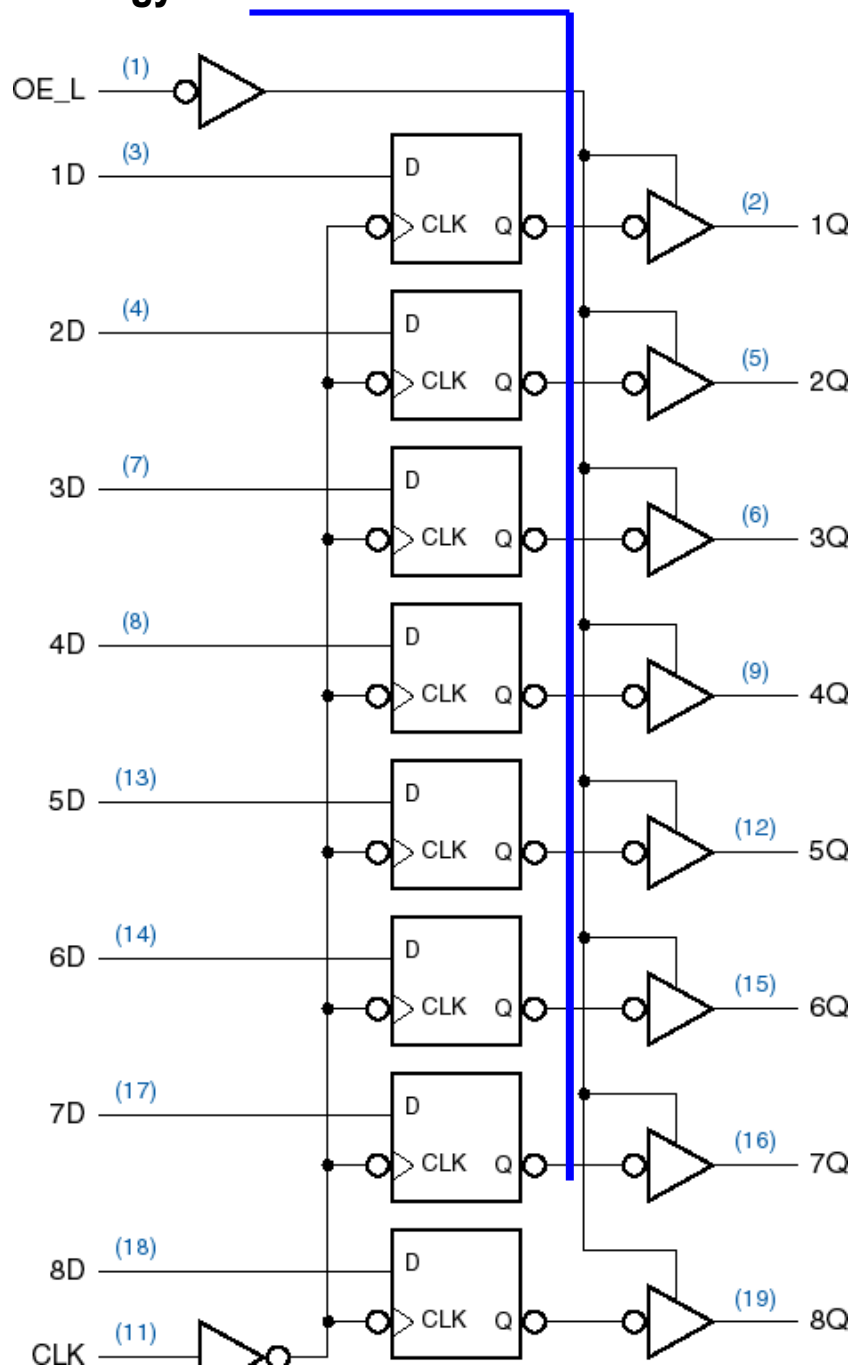 gy
(1)
OE_L
(3)
1D
D
CLK Q
(2)
1Q
(4)
2D
D
CLK Q
(5)
2Q
(7)
3D
D
CLK Q
(6)
3Q
(8)
4D
D
CLK Q
(9)
4Q
(13)
5D
D
CLK Q
(12)
5Q
(14)
6D
D
CLK Q
(15)
6Q
(17)
7D
D
CLK Q
(16)
7Q
(18)
8D
D
CLK Q
(19)
8Q
(11)
CLK